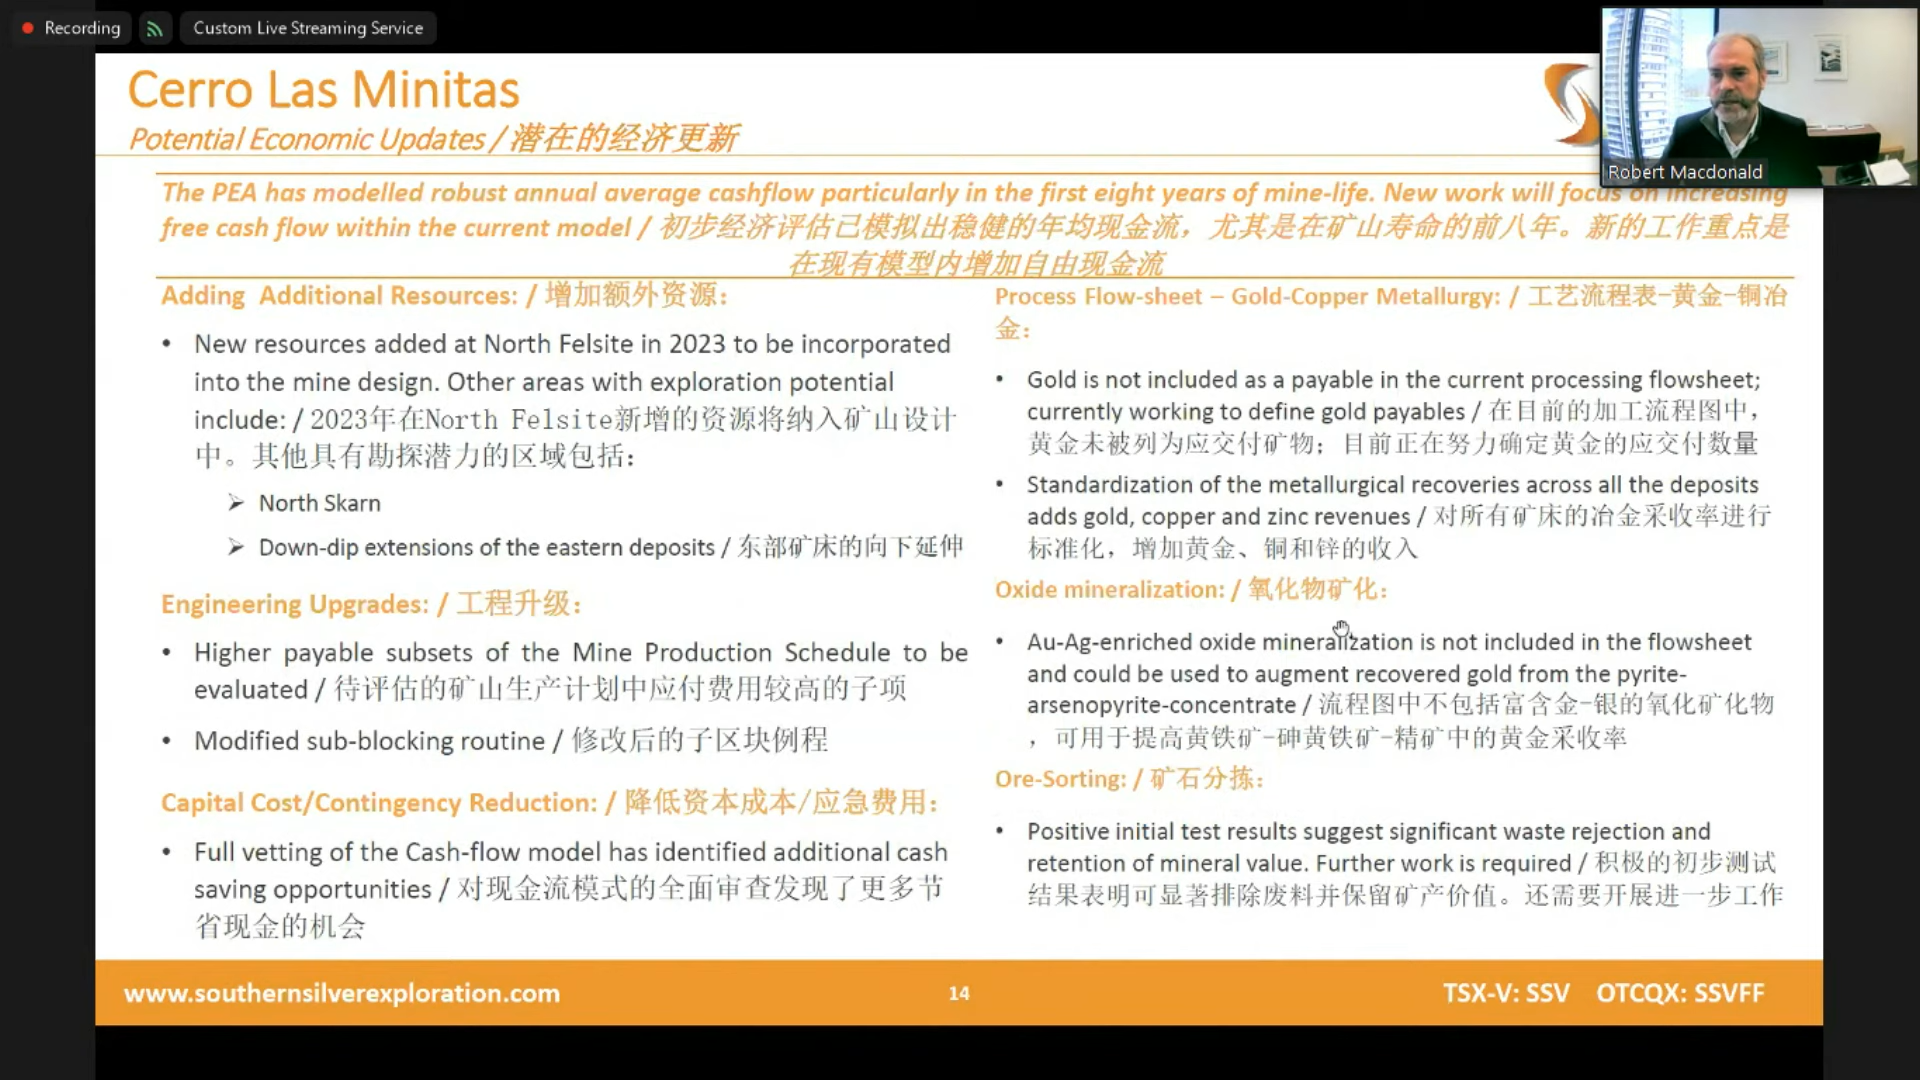 Recording
Custom Live Streaming Service
Cerro Las Minitas
Potential Economic Updates / 潜在的经济更新
Robert Macdonald
The PEA has modelled robust annual average cashflow particularly in the first eight years of mine-life. New work will focus on increasing
free cash flow within the current model / 初步经济评估已模拟出稳健的年均现金流，尤其是在矿山寿命的前八年。新的工作重点是
在现有模型内增加自由现金流
Adding Additional Resources: / 增加额外资源：
• New resources added at North Felsite in 2023 to be incorporated
into the mine design. Other areas with exploration potential
include: / 2023年在North Felsite新增的资源将纳入矿山设计
中。其他具有勘探潜力的区域包括：
➢ North Skarn
➢ Down-dip extensions of the eastern deposits / 东部矿床的向下延伸
Engineering Upgrades: / 工程升级：
• Higher payable subsets of the Mine Production Schedule to be
evaluated / 待评估的矿山生产计划中应付费用较高的子项
• Modified sub-blocking routine / 修改后的子区块例程
Capital Cost/Contingency Reduction: / 降低资本成本/应急费用：
• Full vetting of the Cash-flow model has identified additional cash
saving opportunities / 对现金流模式的全面审查发现了更多节
省现金的机会
Process Flow-sheet – Gold-Copper Metallurgy: / 工艺流程表-黄金-铜冶
金：
• Gold is not included as a payable in the current processing flowsheet;
currently working to define gold payables / 在目前的加工流程图中，
黄金未被列为应交付矿物；目前正在努力确定黄金的应交付数量
• Standardization of the metallurgical recoveries across all the deposits
adds gold, copper and zinc revenues / 对所有矿床的冶金采收率进行
标准化，增加黄金、铜和锌的收入
Oxide mineralization: / 氧化物矿化：
• Au-Ag-enriched oxide mineralization is not included in the flowsheet
and could be used to augment recovered gold from the pyrite-
arsenopyrite-concentrate / 流程图中不包括富含金-银的氧化矿化物
，可用于提高黄铁矿-砷黄铁矿-精矿中的黄金采收率
Ore-Sorting: / 矿石分拣：
• Positive initial test results suggest significant waste rejection and
retention of mineral value. Further work is required / 积极的初步测试
结果表明可显著排除废料并保留矿产价值。还需要开展进一步工作
www.southernsilverexploration.com
14
TSX-V: SSV OTCQX: SSVFF